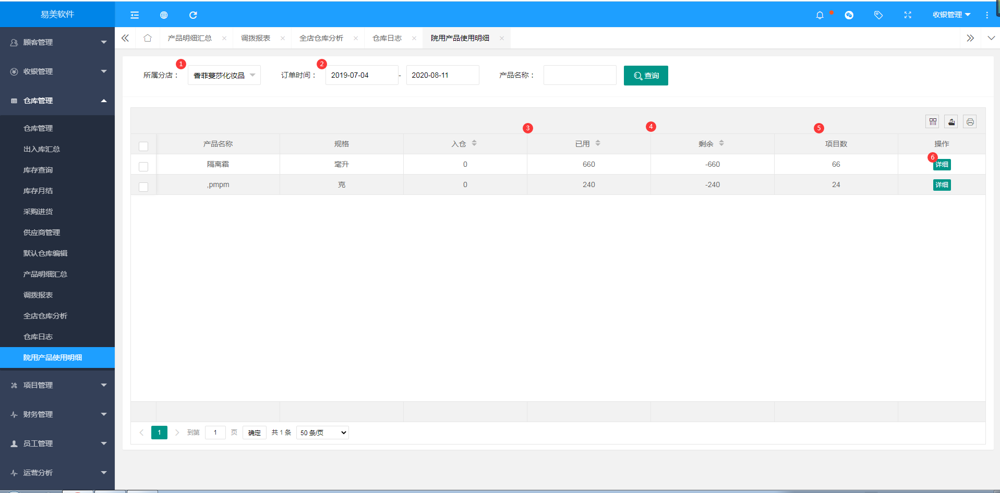 易美软件
收银管理
顾客管理
收银管理
仓库管理
仓库管理
出入库汇总
库存查询
库存月结
采购进货
供应商管理
默认仓库编辑
产品明细汇总
调拨报表
全店仓库分析
仓库日志
院用产品使用明细
项目管理
财务管理
员工管理
运营分析
产品明细汇总 调拨报表 全店仓库分析 仓库日志 院用产品使用明细
1 2
所属分店： 香菲蔓莎化妆品 订单时间： 2019-07-04 - 2020-08-11 产品名称： 查询
3 4 5
产品名称 规格 入仓 已用 剩余 项目数 操作
6
隔离霜 毫升 0 660 -660 66 详细
,pmpm 克 0 240 -240 24 详细
1 到第 1 页 确定 共 1 条 50 条/页